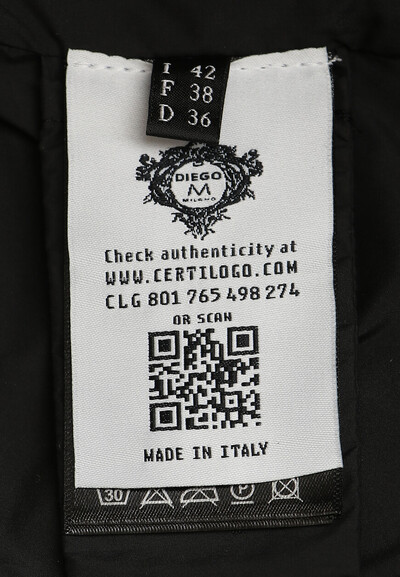 I 42
F 38
D 36
DIEGO
M
MILANO
Check authenticity at
WWW.CERTILOGO.COM
CLG 801 765 498 274
OR SCAN
MADE IN ITALY
30 P